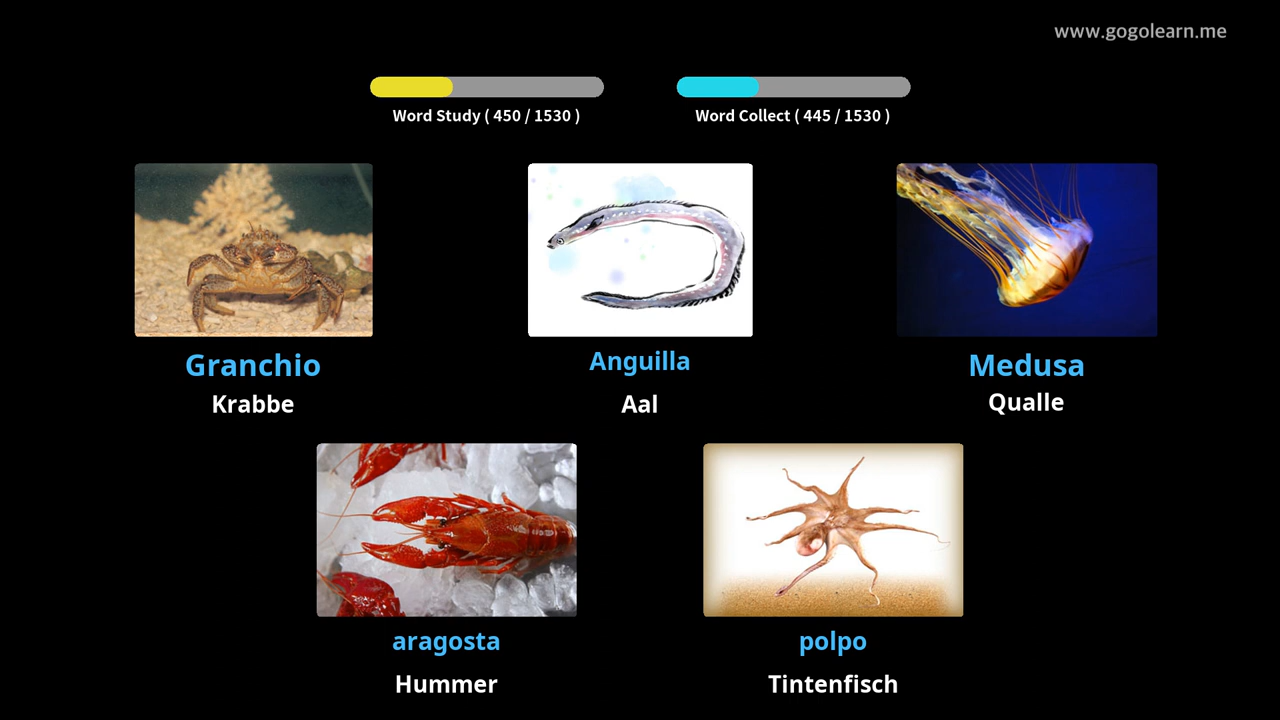 www.gogolearn.me
Word Study ( 450 / 1530 )
Word Collect ( 445 / 1530 )
Granchio
Krabbe
Anguilla
Aal
Medusa
Qualle
aragosta
Hummer
polpo
Tintenfisch